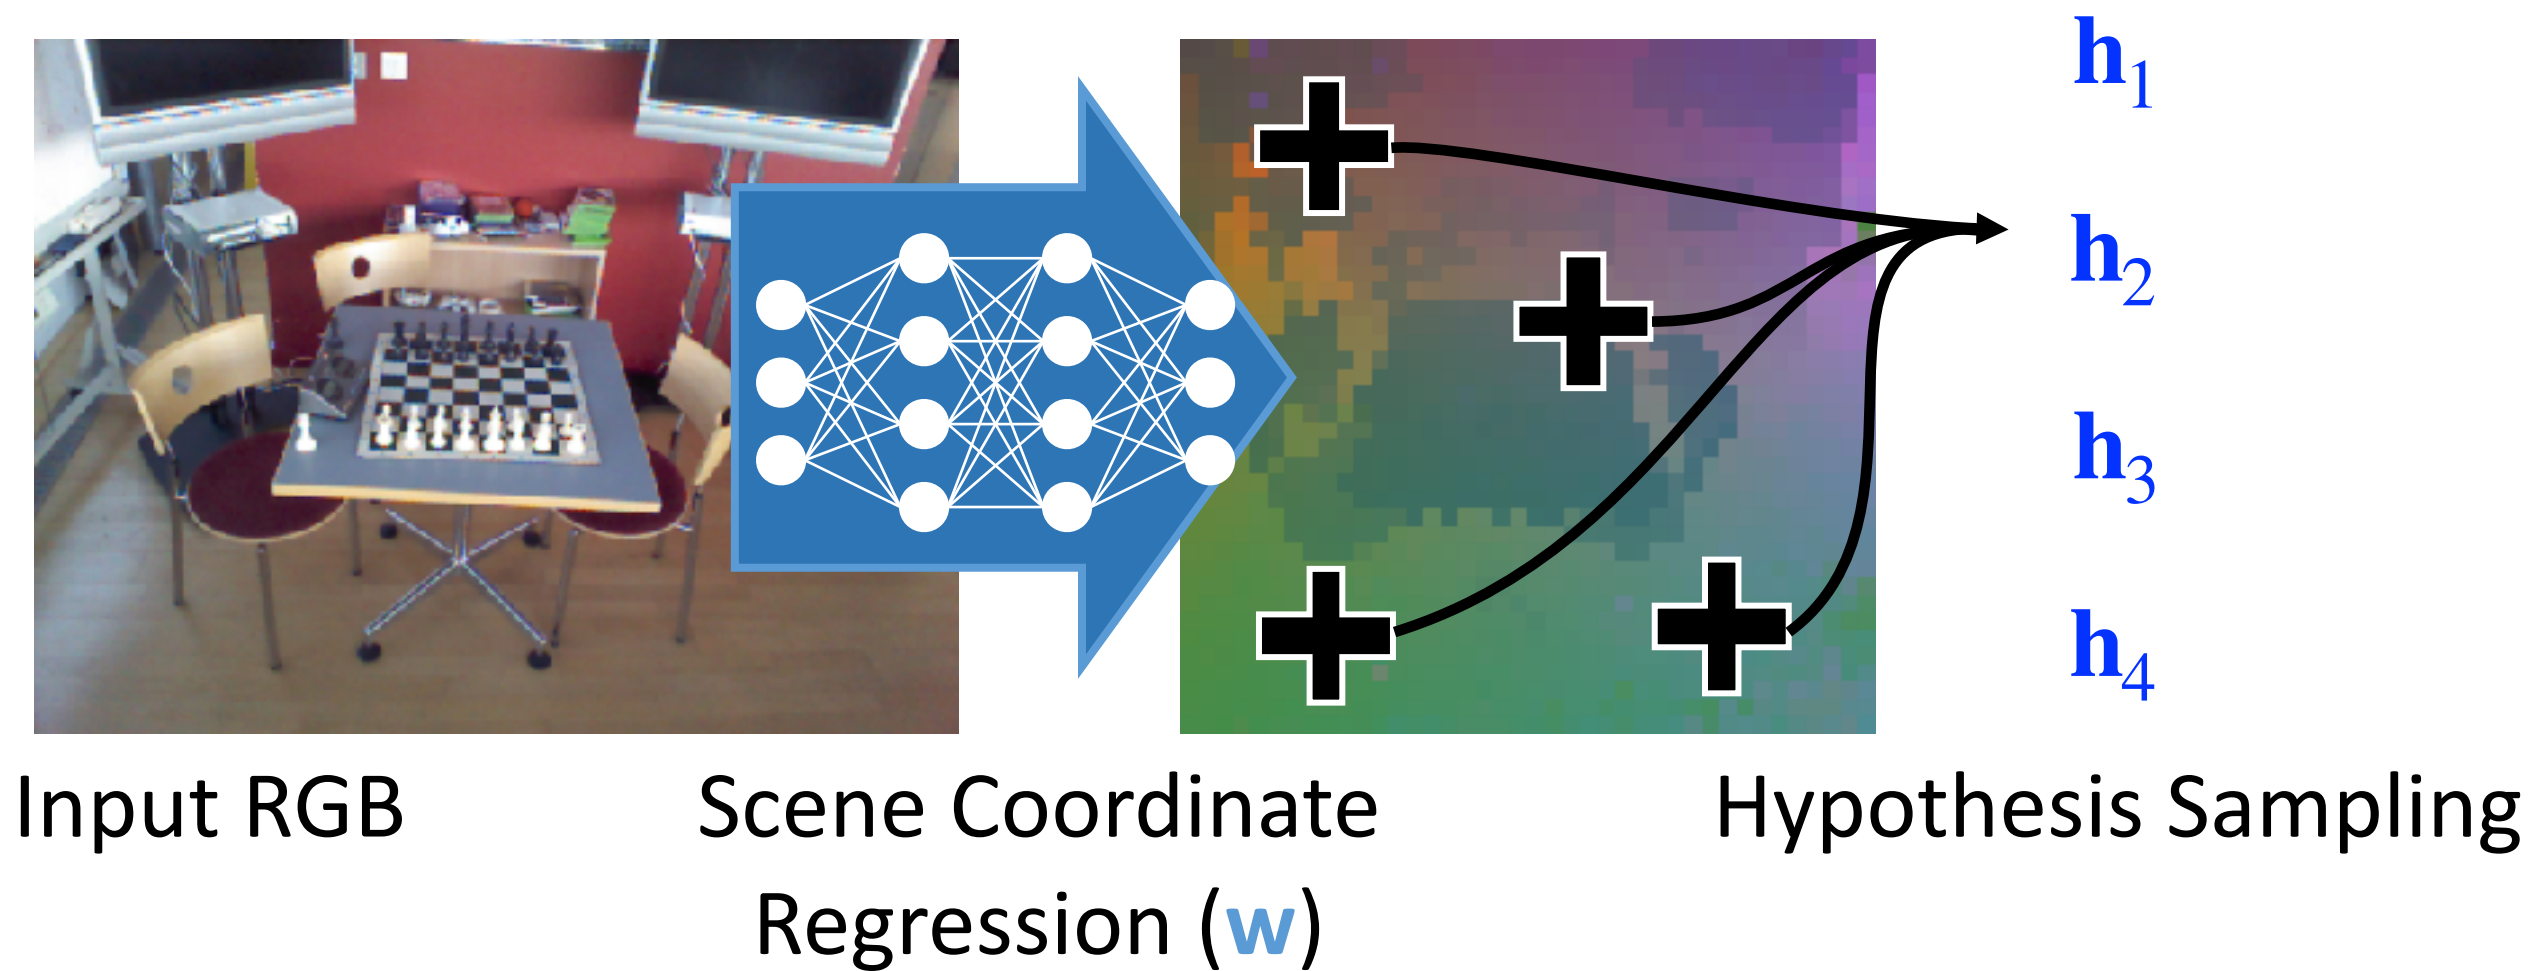 h1
h2
h3
h4
Input RGB
Scene Coordinate
Regression (w)
Hypothesis Sampling